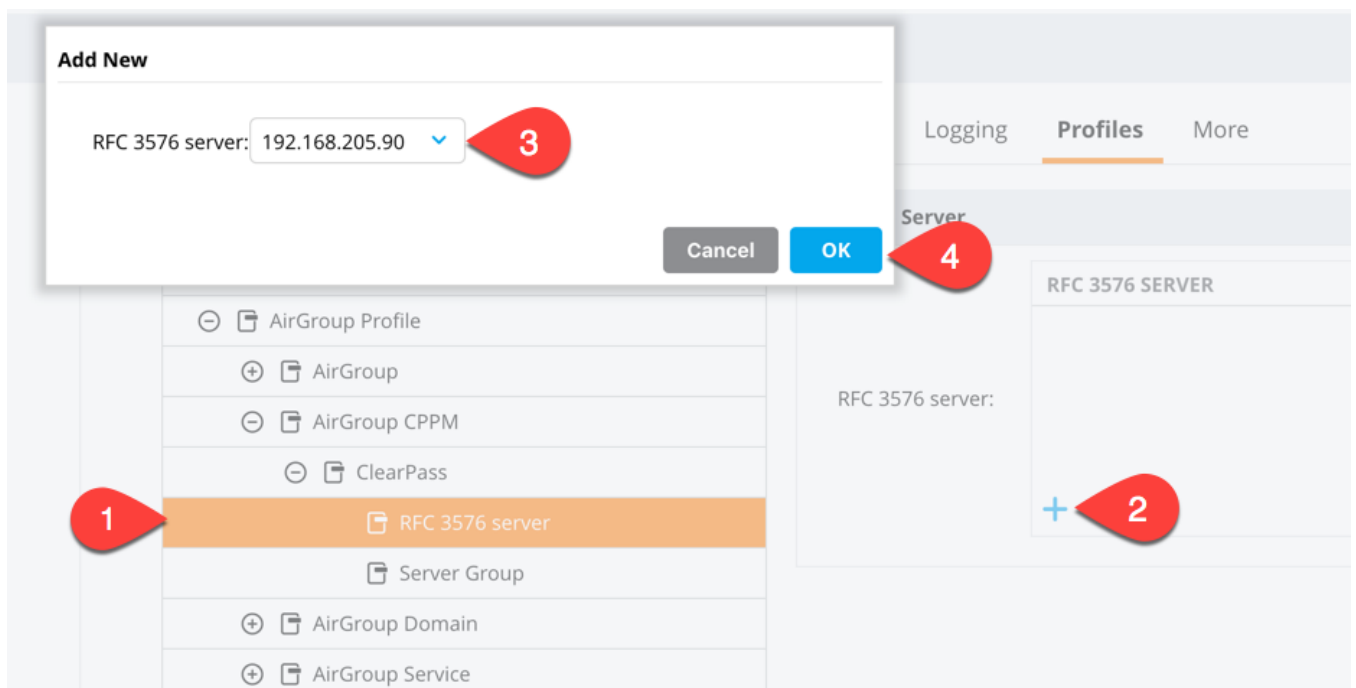 Add New
RFC 3576 server: 192.168.205.90
3
Cancel
OK
4
Logging
Profiles
More
Server
RFC 3576 SERVER
RFC 3576 server:
2
AirGroup Profile
AirGroup
AirGroup CPPM
ClearPass
1
RFC 3576 server
Server Group
AirGroup Domain
AirGroup Service